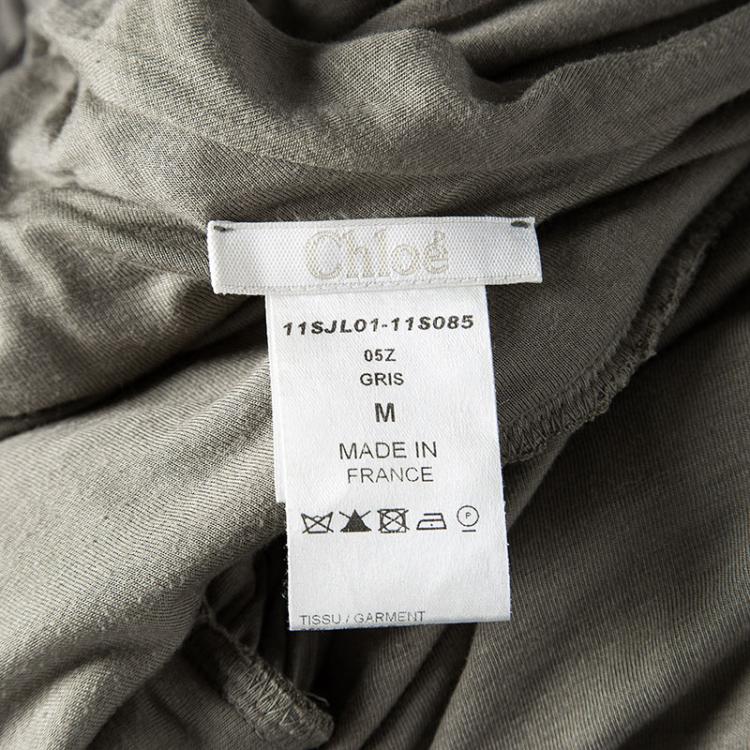 Chloé
11SJL01-11S085
05Z
GRIS
M
MADE IN
FRANCE
P
TISSU / GARMENT